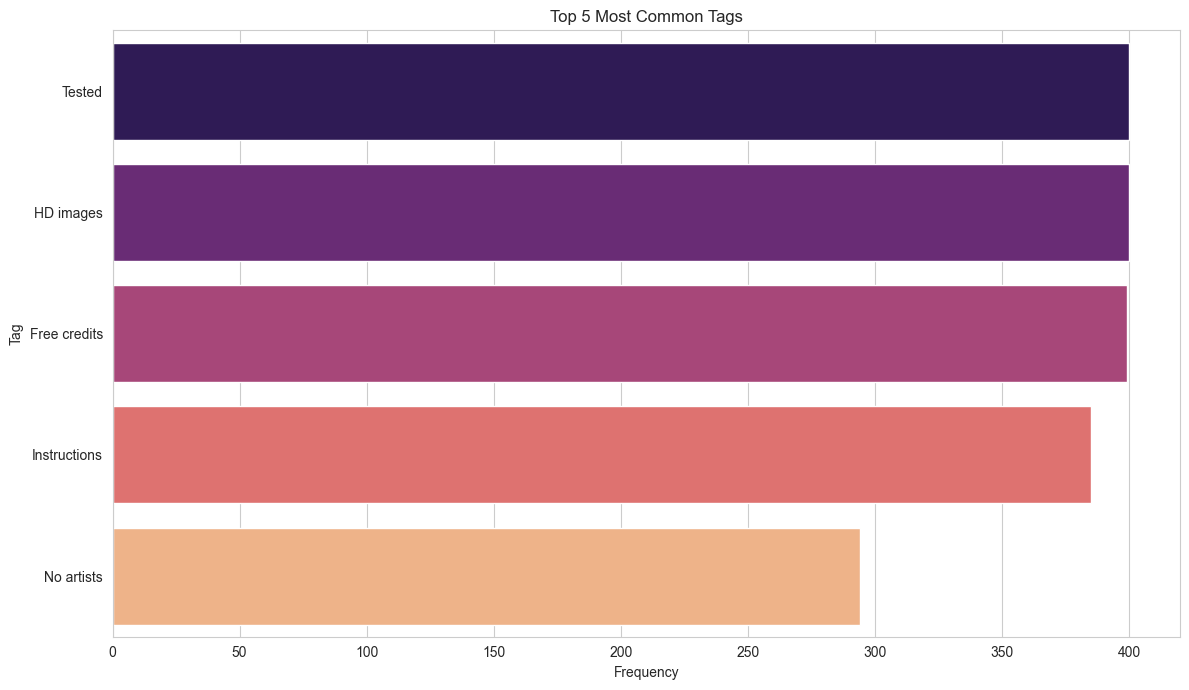 Top 5 Most Common Tags
Tag
Tested
HD images
Free credits
Instructions
No artists
0 50 100 150 200 250 300 350 400
Frequency